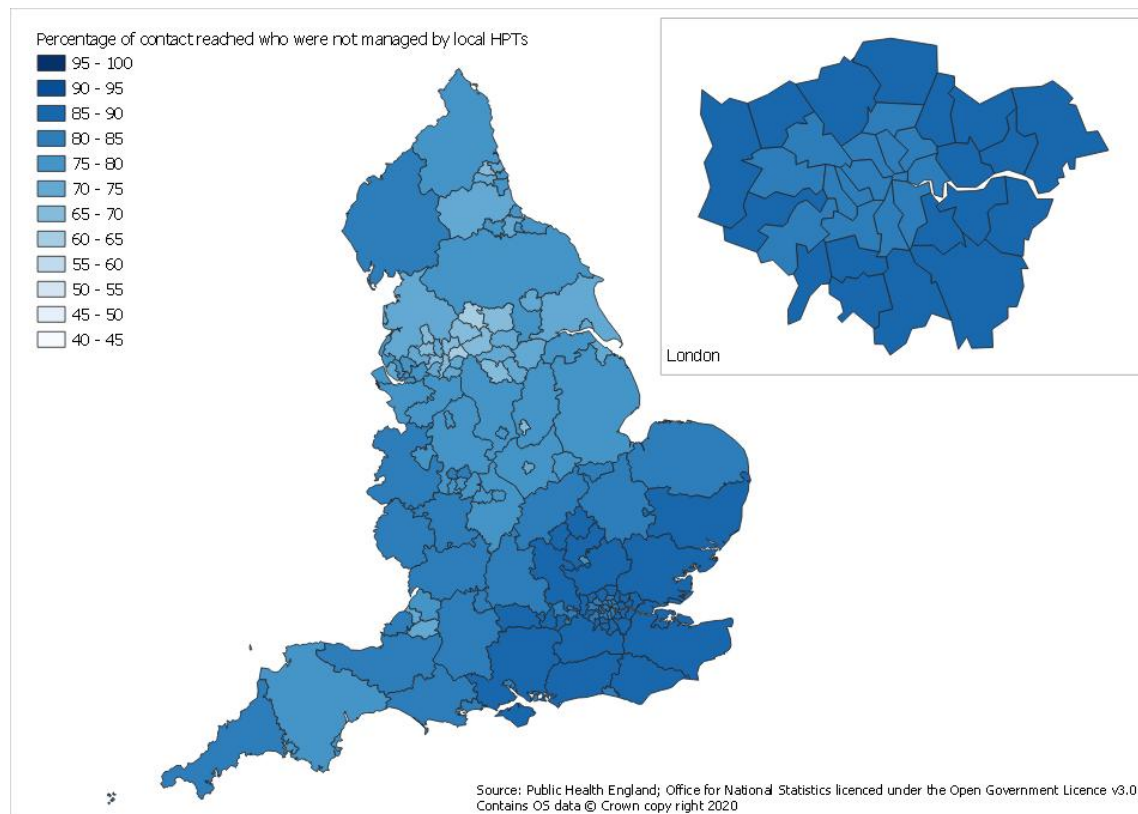 Percentage of contact reached who were not managed by local HPTs
95 - 100
90 - 95
85 - 90
80 - 85
75 - 80
70 - 75
65 - 70
60 - 65
55 - 60
50 - 55
45 - 50
40 - 45
London
Source: Public Health England; Office for National Statistics licenced under the Open Government Licence v3.0
Contains OS data © Crown copy right 2020